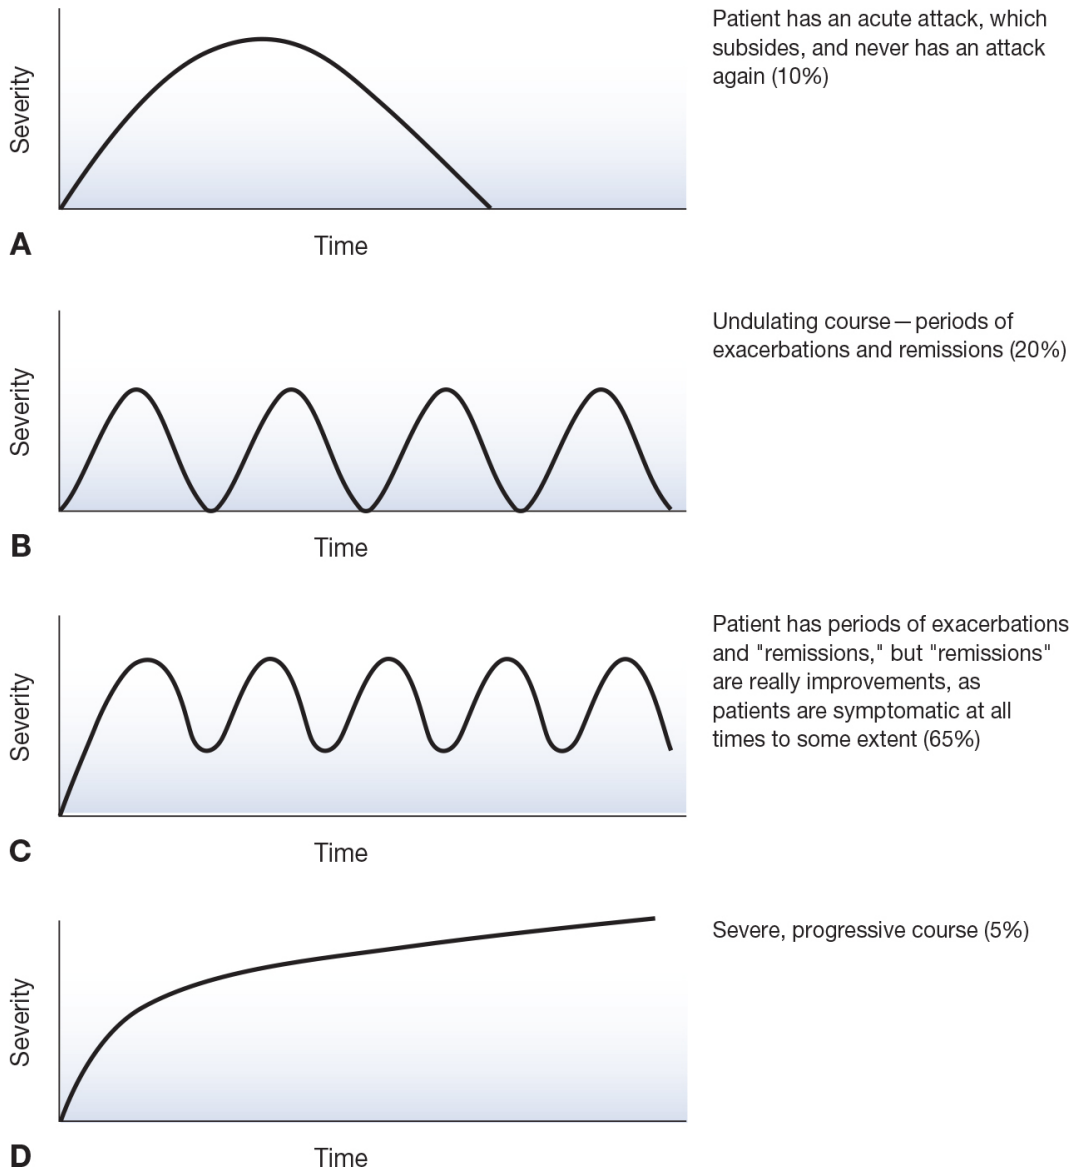 Severity
Patient has an acute attack, which
subsides, and never has an attack
again (10%)
A
Time
Severity
Undulating course — periods of
exacerbations and remissions (20%)
B
Time
Severity
Patient has periods of exacerbations
and "remissions," but "remissions"
are really improvements, as
patients are symptomatic at all
times to some extent (65%)
C
Time
Severity
Severe, progressive course (5%)
D
Time